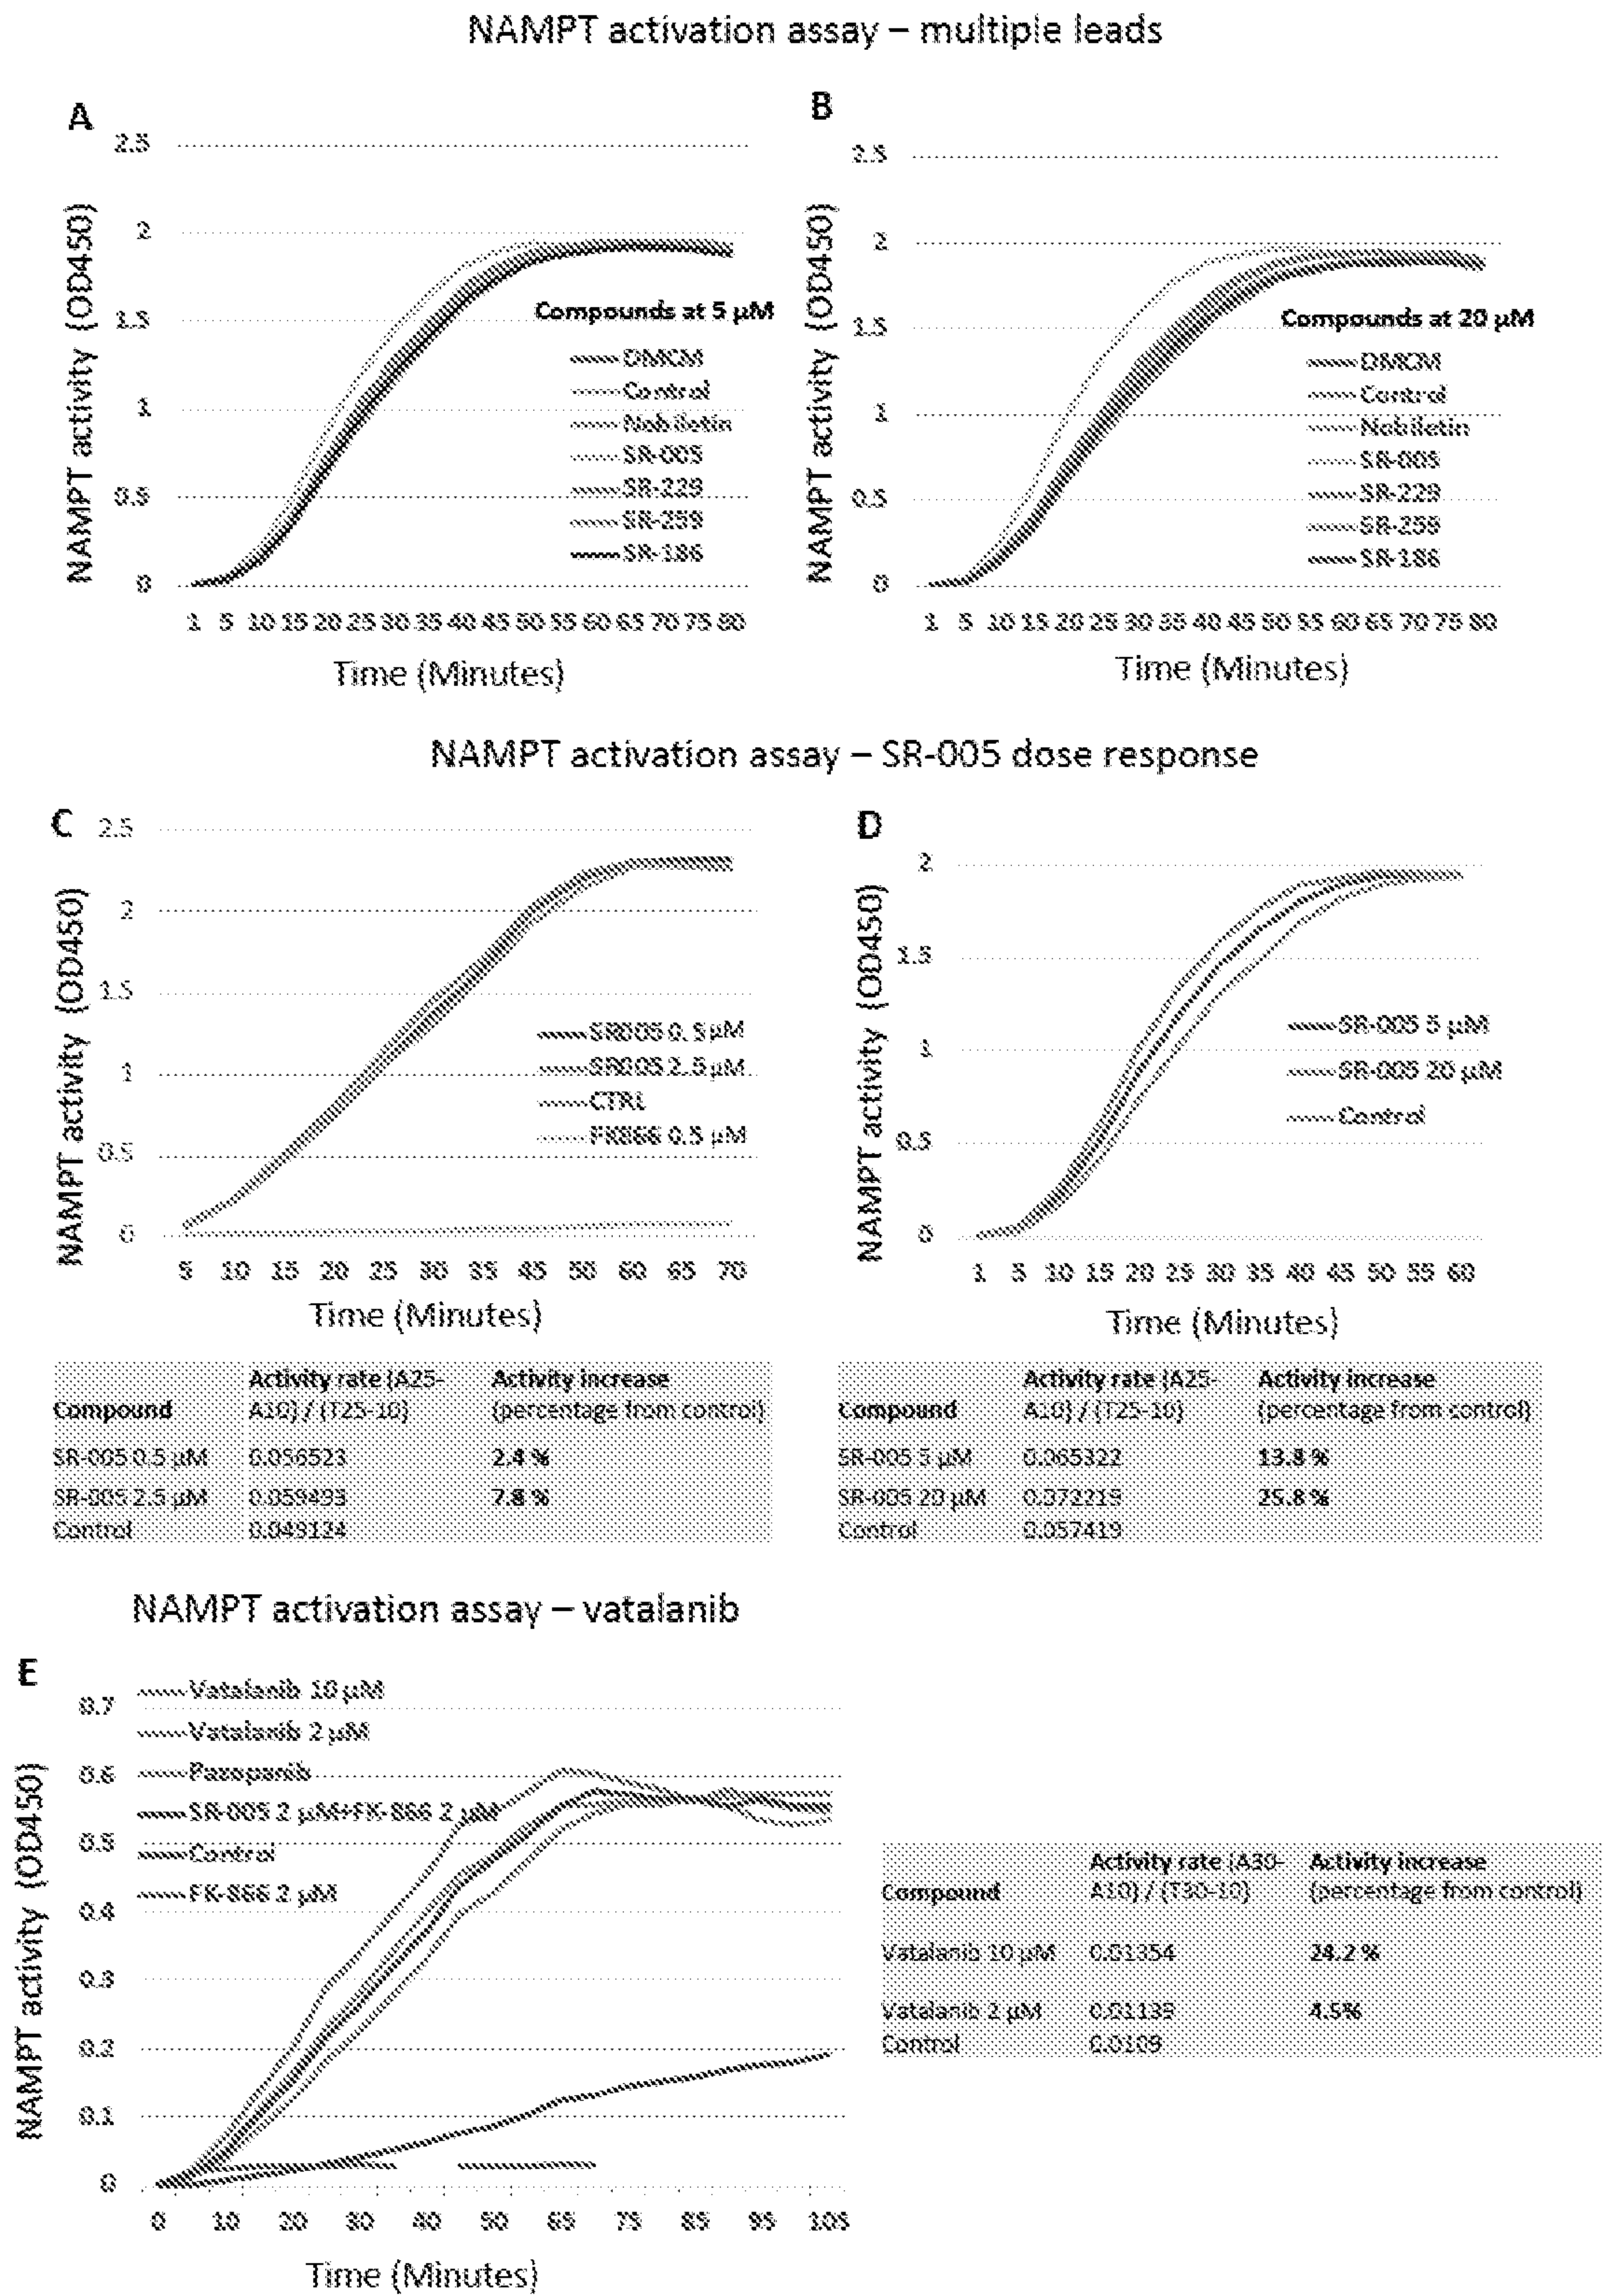 NAMPT activation assay – multiple leads
A
B
2.5
2
1.5
1
0.5
0
NAMPT activity (OD450)
Compounds at 5 µM
DMCM
Control
Nobiletin
SR-005
SR-229
SR-259
SR-186
1 5 10 15 20 25 30 35 40 45 50 55 60 65 70 75 80
Time (Minutes)
2.5
2
1.5
1
0.5
0
NAMPT activity (OD450)
Compounds at 20 µM
DMCM
Control
Nobiletin
SR-005
SR-229
SR-259
SR-186
1 5 10 15 20 25 30 35 40 45 50 55 60 65 70 75 80
Time (Minutes)
NAMPT activation assay – SR-005 dose response
C
2.5
2
1.5
1
0.5
0
NAMPT activity (OD450)
SR005 0.5 µM
SR005 2.5 µM
CTRL
FK866 0.5 µM
5 10 15 20 25 30 35 45 55 60 65 70
Time (Minutes)
D
2
1.5
1
0.5
0
NAMPT activity (OD450)
SR-005 5 µM
SR-005 20 µM
Control
1 5 10 15 20 25 30 35 40 45 50 55 60
Time (Minutes)
Compound Activity rate (A25-A10) / (T25-10) Activity increase (percentage from control)
SR-005 0.5 µM 0.056523 2.4 %
SR-005 2.5 µM 0.059493 7.8 %
Control 0.049124
Compound Activity rate (A25-A10) / (T25-10) Activity increase (percentage from control)
SR-005 5 µM 0.065322 13.8 %
SR-005 20 µM 0.072219 25.8 %
Control 0.057419
NAMPT activation assay – vatalanib
E
Vatalanib 10 µM
Vatalanib 2 µM
Pazopanib
SR-005 2 µM+FK-866 2 µM
Control
FK-866 2 µM
0.7
0.6
0.5
0.4
0.3
0.2
0.1
0
NAMPT activity (OD450)
0 10 20 30 40 50 65 75 85 95 105
Time (Minutes)
Compound Activity rate (A30-A10) / (T30-10) Activity increase (percentage from control)
Vatalanib 10 µM 0.01354 24.2 %
Vatalanib 2 µM 0.01139 4.5%
Control 0.0109